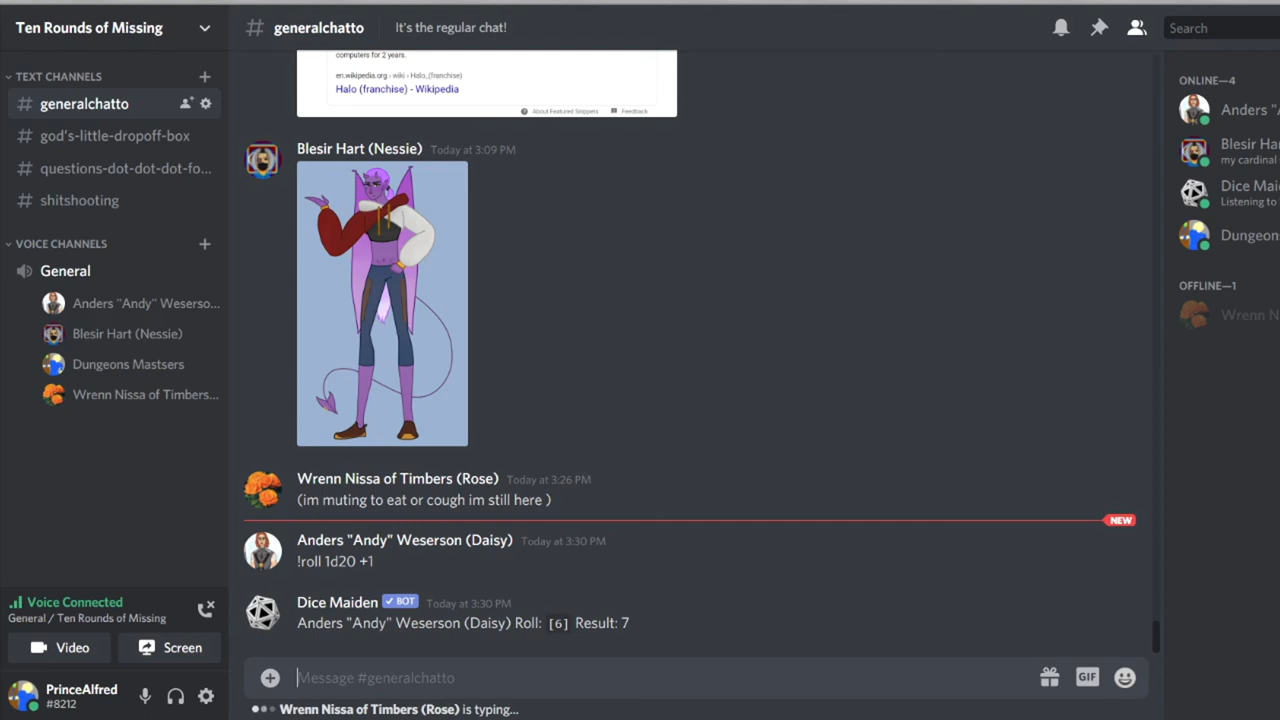 Ten Rounds of Missing
generalchatto
It's the regular chat!
Search
TEXT CHANNELS
generalchatto
god's-little-dropoff-box
questions-dot-dot-dot-fo...
shitshooting
VOICE CHANNELS
General
Anders "Andy" Weserso...
Blesir Hart (Nessie)
Dungeons Mastsers
Wrenn Nissa of Timbers...
Voice Connected
General / Ten Rounds of Missing
Video
Screen
PrinceAlfred
#8212
computers for 2 years.
en.wikipedia.org › wiki › Halo_(franchise)
Halo (franchise) - Wikipedia
About Featured Snippets
Feedback
Blesir Hart (Nessie) Today at 3:09 PM
Wrenn Nissa of Timbers (Rose) Today at 3:26 PM
(im muting to eat or cough im still here )
NEW
Anders "Andy" Weserson (Daisy) Today at 3:30 PM
!roll 1d20 +1
Dice Maiden BOT Today at 3:30 PM
Anders "Andy" Weserson (Daisy) Roll: [6] Result: 7
Message #generalchatto
GIF
Wrenn Nissa of Timbers (Rose) is typing...
ONLINE—4
Anders "A
Blesir Ha
my cardinal
Dice Maid
Listening to
Dungeons
OFFLINE—1
Wrenn N